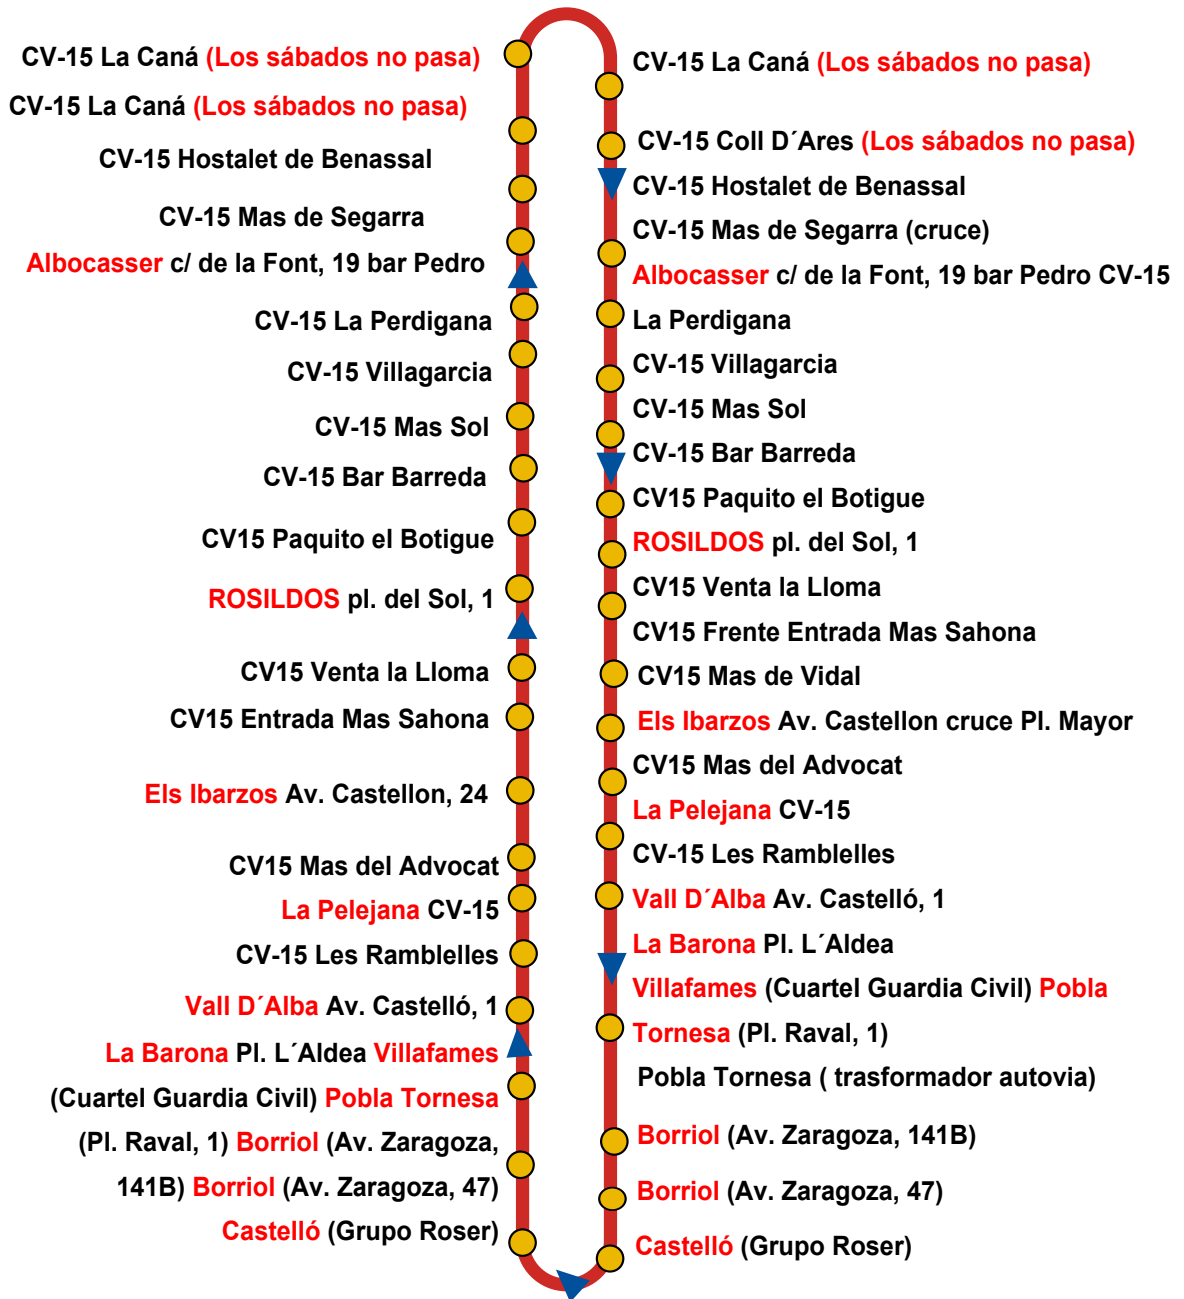 CV-15 La Caná (Los sábados no pasa)
CV-15 La Caná (Los sábados no pasa)
CV-15 Hostalet de Benassal
CV-15 Mas de Segarra
Albocasser c/ de la Font, 19 bar Pedro
CV-15 La Perdigana
CV-15 Villagarcia
CV-15 Mas Sol
CV-15 Bar Barreda
CV15 Paquito el Botigue
ROSILDOS pl. del Sol, 1
CV15 Venta la Lloma
CV15 Entrada Mas Sahona
Els Ibarzos Av. Castellon, 24
CV15 Mas del Advocat
La Pelejana CV-15
CV-15 Les Ramblelles
Vall D´Alba Av. Castelló, 1
La Barona Pl. L´Aldea Villafames
(Cuartel Guardia Civil) Pobla Tornesa
(Pl. Raval, 1) Borriol (Av. Zaragoza,
141B) Borriol (Av. Zaragoza, 47)
Castelló (Grupo Roser)
CV-15 La Caná (Los sábados no pasa)
CV-15 Coll D´Ares (Los sábados no pasa)
CV-15 Hostalet de Benassal
CV-15 Mas de Segarra (cruce)
Albocasser c/ de la Font, 19 bar Pedro CV-15
La Perdigana
CV-15 Villagarcia
CV-15 Mas Sol
CV-15 Bar Barreda
CV15 Paquito el Botigue
ROSILDOS pl. del Sol, 1
CV15 Venta la Lloma
CV15 Frente Entrada Mas Sahona
CV15 Mas de Vidal
Els Ibarzos Av. Castellon cruce Pl. Mayor
CV15 Mas del Advocat
La Pelejana CV-15
CV-15 Les Ramblelles
Vall D´Alba Av. Castelló, 1
La Barona Pl. L´Aldea
Villafames (Cuartel Guardia Civil) Pobla
Tornesa (Pl. Raval, 1)
Pobla Tornesa ( trasformador autovia)
Borriol (Av. Zaragoza, 141B)
Borriol (Av. Zaragoza, 47)
Castelló (Grupo Roser)